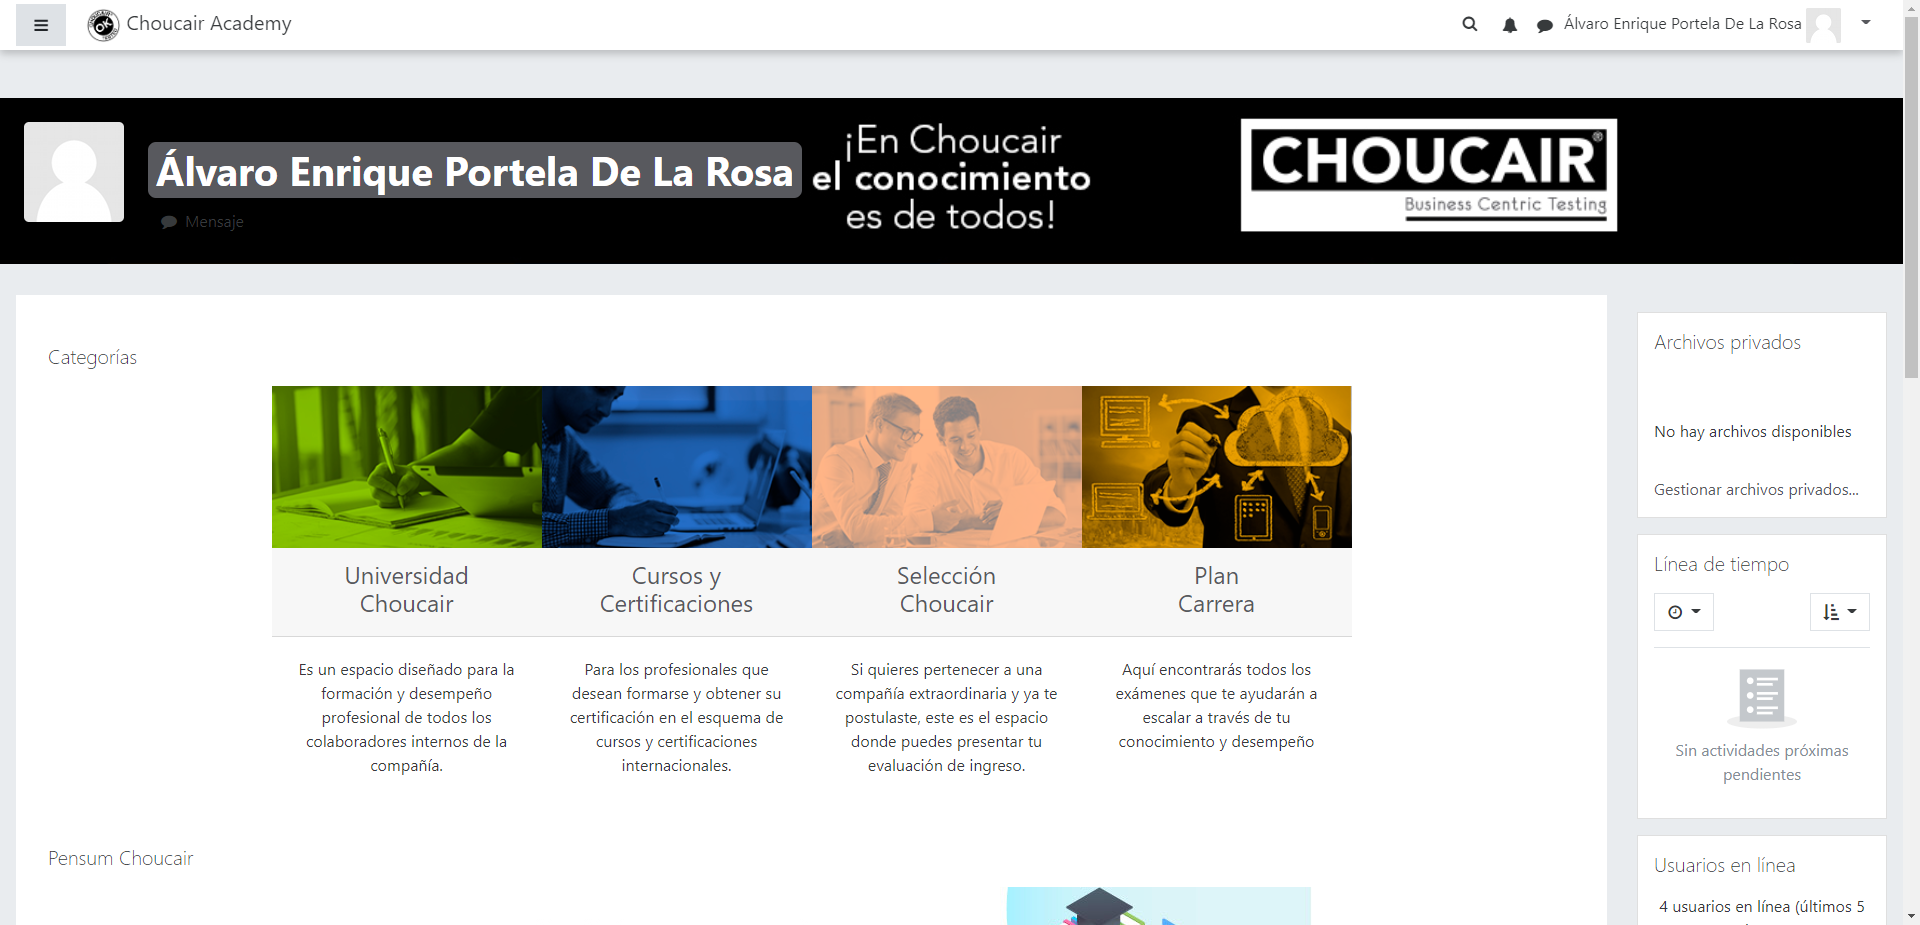 Choucair Academy
Álvaro Enrique Portela De La Rosa
Álvaro Enrique Portela De La Rosa
Mensaje
¡En Choucair
el conocimiento
es de todos!
CHOUCAIR®
Business Centric Testing
Categorías
Universidad
Choucair
Es un espacio diseñado para la
formación y desempeño
profesional de todos los
colaboradores internos de la
compañía.
Cursos y
Certificaciones
Para los profesionales que
desean formarse y obtener su
certificación en el esquema de
cursos y certificaciones
internacionales.
Selección
Choucair
Si quieres pertenecer a una
compañía extraordinaria y ya te
postulaste, este es el espacio
donde puedes presentar tu
evaluación de ingreso.
Plan
Carrera
Aquí encontrarás todos los
exámenes que te ayudarán a
escalar a través de tu
conocimiento y desempeño
Pensum Choucair
Archivos privados
No hay archivos disponibles
Gestionar archivos privados...
Línea de tiempo
Sin actividades próximas
pendientes
Usuarios en línea
4 usuarios en línea (últimos 5